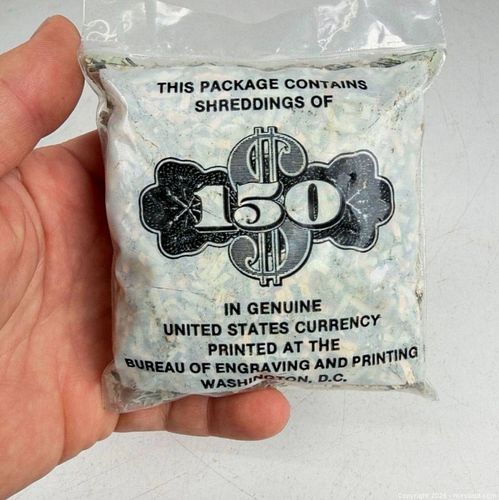 THIS PACKAGE CONTAINS
SHREDDINGS OF
$150
IN GENUINE
UNITED STATES CURRENCY
PRINTED AT THE
BUREAU OF ENGRAVING AND PRINTING
WASHINGTON, D.C.